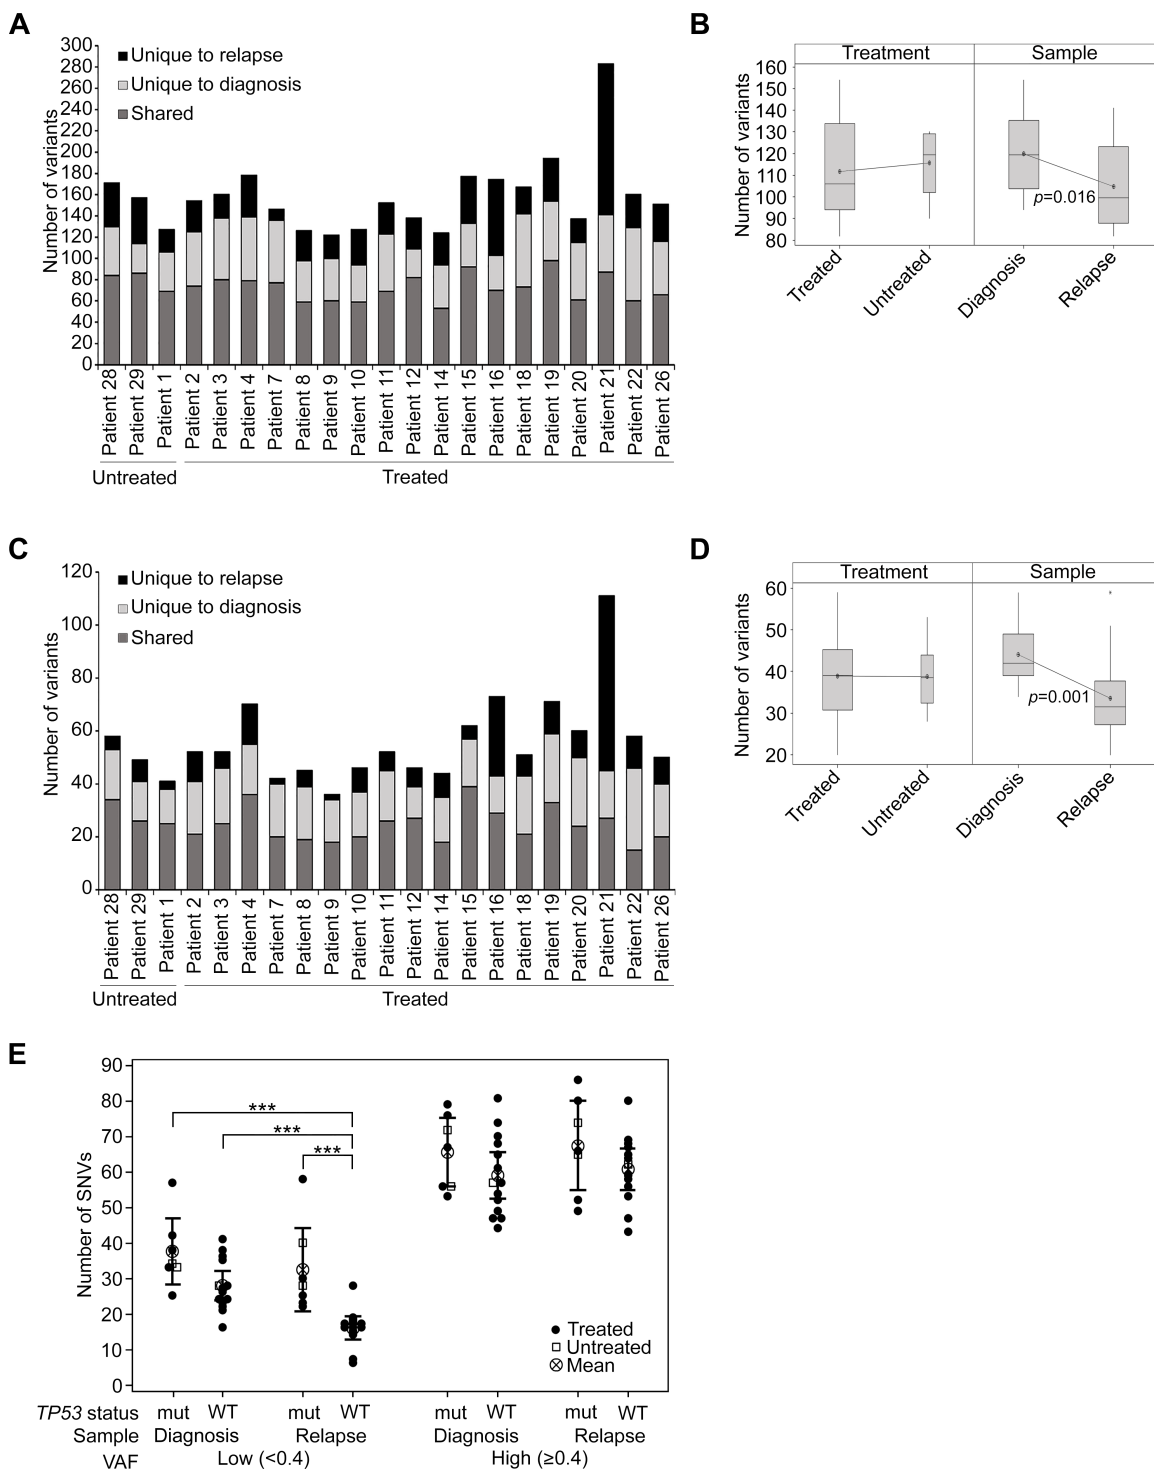 A
Number of variants
300
280
260
240
220
200
180
160
140
120
100
80
60
40
20
0
Unique to relapse
Unique to diagnosis
Shared
Patient 28
Patient 29
Patient 1
Patient 2
Patient 3
Patient 4
Patient 7
Patient 8
Patient 9
Patient 10
Patient 11
Patient 12
Patient 14
Patient 15
Patient 16
Patient 18
Patient 19
Patient 20
Patient 21
Patient 22
Patient 26
Untreated
Treated
B
Treatment
Sample
Number of variants
160
150
140
130
120
110
100
90
80
p=0.016
Treated
Untreated
Diagnosis
Relapse
C
Number of variants
120
100
80
60
40
20
0
Unique to relapse
Unique to diagnosis
Shared
Patient 28
Patient 29
Patient 1
Patient 2
Patient 3
Patient 4
Patient 7
Patient 8
Patient 9
Patient 10
Patient 11
Patient 12
Patient 14
Patient 15
Patient 16
Patient 18
Patient 19
Patient 20
Patient 21
Patient 22
Patient 26
Untreated
Treated
D
Treatment
Sample
Number of variants
60
50
40
30
20
p=0.001
Treated
Untreated
Diagnosis
Relapse
E
Number of SNVs
90
80
70
60
50
40
30
20
10
0
***
***
***
Treated
Untreated
Mean
TP53 status mut WT mut WT mut WT mut WT
Sample Diagnosis Relapse Diagnosis Relapse
VAF Low (<0.4) High (≥0.4)